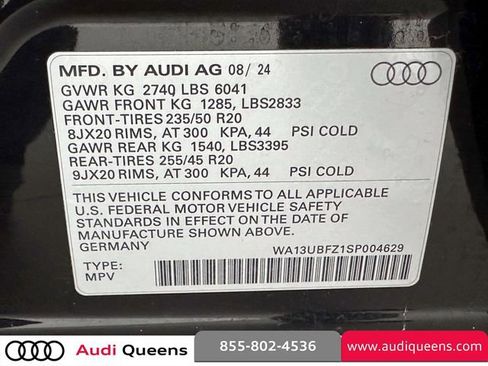 MFD. BY AUDI AG 08/ 24
GVWR KG 2740 LBS 6041
GAWR FRONT KG 1285, LBS2833
FRONT-TIRES 235/50 R20
8JX20 RIMS, AT 300 KPA, 44 PSI COLD
GAWR REAR KG 1540, LBS3395
REAR-TIRES 255/45 R20
9JX20 RIMS, AT 300 KPA, 44 PSI COLD
THIS VEHICLE CONFORMS TO ALL APPLICABLE
U.S. FEDERAL MOTOR VEHICLE SAFETY
STANDARDS IN EFFECT ON THE DATE OF
MANUFACTURE SHOWN ABOVE.
GERMANY WA13UBFZ1SP004629
TYPE:
MPV
Audi Queens 855-802-4536 www.audiqueens.com